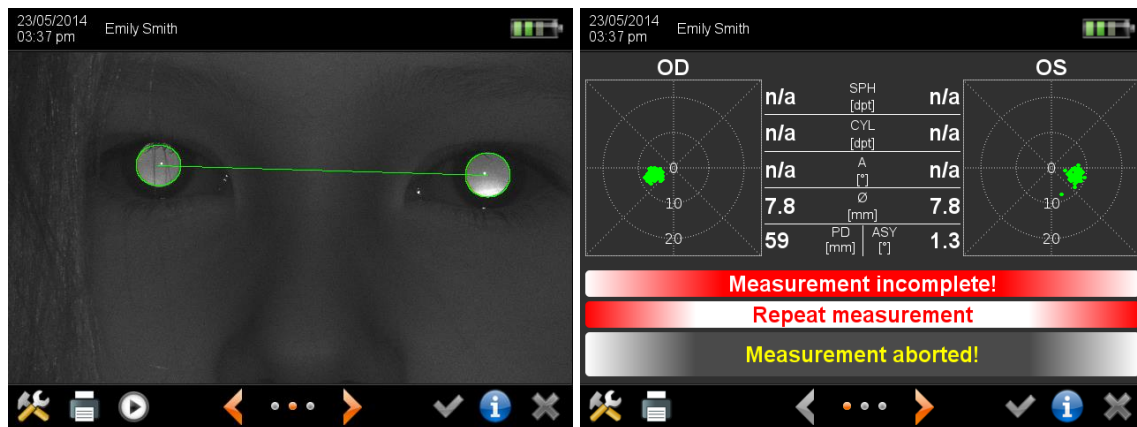 23/05/2014
03:37 pm
Emily Smith
23/05/2014
03:37 pm
Emily Smith
OD
OS
0
10
20
n/a SPH [dpt] n/a
n/a CYL [dpt] n/a
n/a A [°] n/a
7.8 Ø [mm] 7.8
59 PD [mm] ASY [°] 1.3
0
10
20
Measurement incomplete!
Repeat measurement
Measurement aborted!
i
i